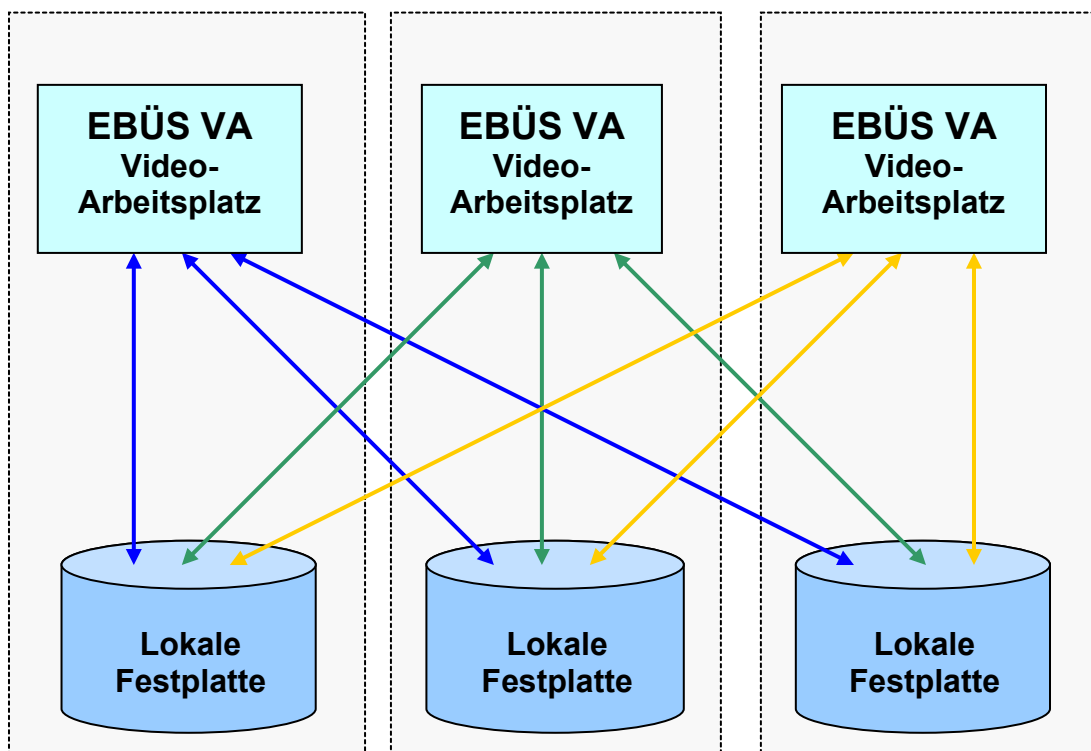 EBÜS VA
Video-
Arbeitsplatz
EBÜS VA
Video-
Arbeitsplatz
EBÜS VA
Video-
Arbeitsplatz
Lokale
Festplatte
Lokale
Festplatte
Lokale
Festplatte